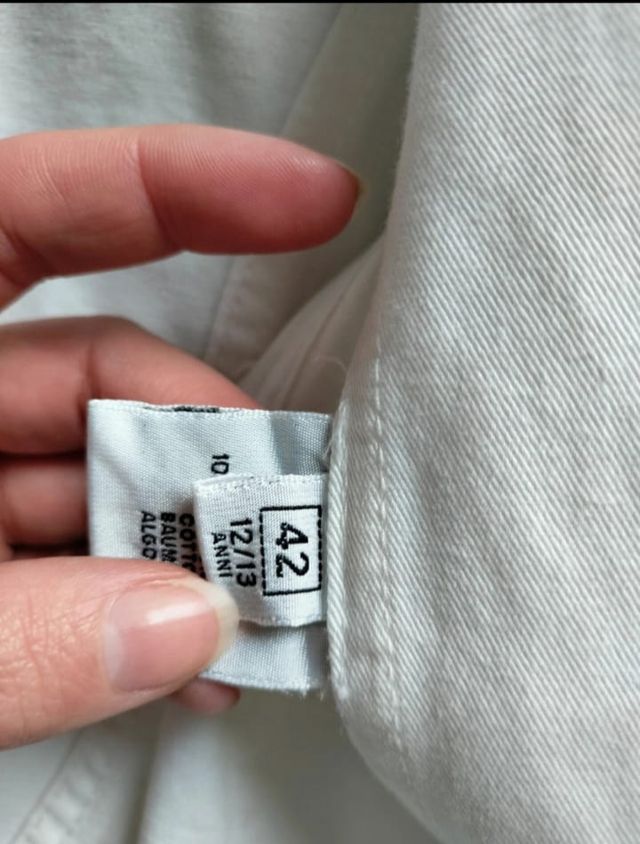 42
12/13
ANNI
10
COTTO
BAUM
ALGO